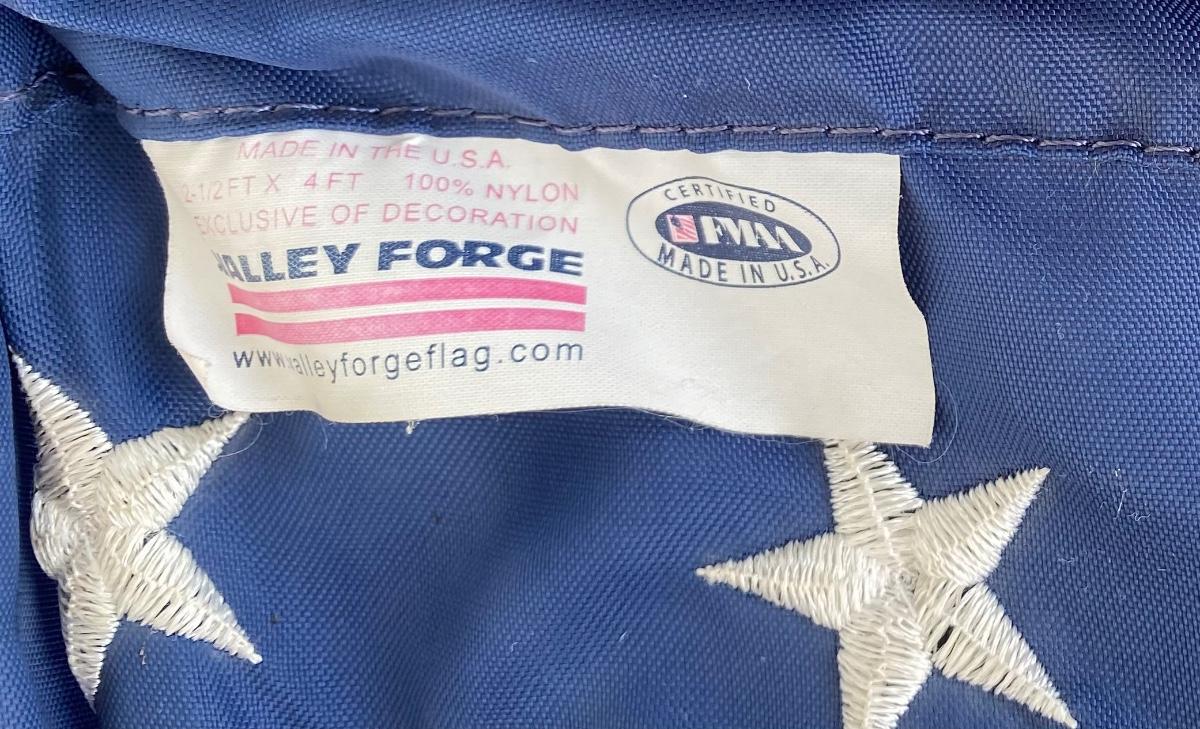 MADE IN THE U.S.A.
2-1/2 FT X 4 FT 100% NYLON
EXCLUSIVE OF DECORATION
VALLEY FORGE
www.valleyforgeflag.com
CERTIFIED
FMAA
MADE IN U.S.A.